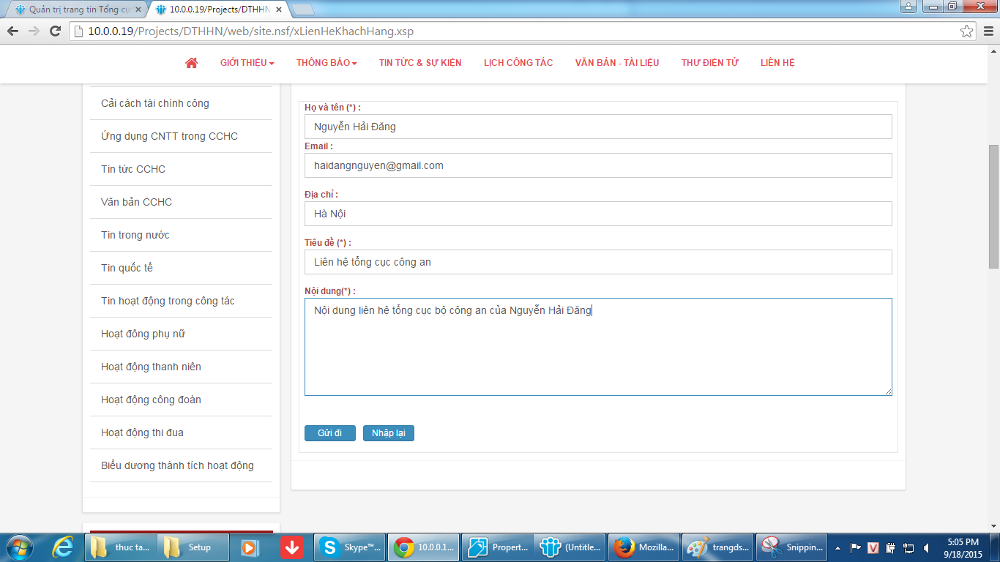 Quản trị trang tin Tổng cụ
10.0.0.19/Projects/DTHHN
10.0.0.19/Projects/DTHHN/web/site.nsf/xLienHeKhachHang.xsp
GIỚI THIỆU THÔNG BÁO TIN TỨC & SỰ KIỆN LỊCH CÔNG TÁC VĂN BẢN - TÀI LIỆU THƯ ĐIỆN TỬ LIÊN HỆ
Cải cách tài chính công
Ứng dụng CNTT trong CCHC
Tin tức CCHC
Văn bản CCHC
Tin trong nước
Tin quốc tế
Tin hoạt động trong công tác
Hoạt đông phụ nữ
Hoạt động thanh niên
Hoạt động công đoàn
Hoạt động thi đua
Biểu dương thành tích hoạt động
Họ và tên (*) :
Nguyễn Hải Đăng
Email :
haidangnguyen@gmail.com
Địa chỉ :
Hà Nội
Tiêu đề (*) :
Liên hệ tổng cục công an
Nội dung(*) :
Nội dung liên hệ tổng cục bộ công an của Nguyễn Hải Đăng
Gửi đi Nhập lại
thuc ta... Setup Skype™... 10.0.0.1... Propert... (Untitle... Mozilla... trangds... Snippin... 5:05 PM
9/18/2015